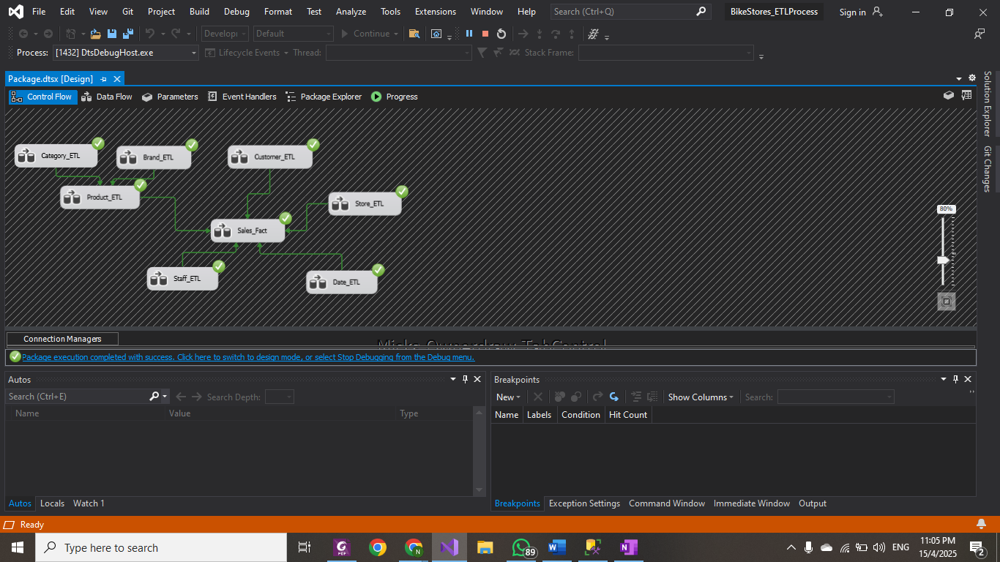 File Edit View Git Project Build Debug Format Test Analyze Tools Extensions Window Help Search (Ctrl+Q) BikeStores_ETLProcess Sign in
Developi Default Continue
Process: [1432] DtsDebugHost.exe Lifecycle Events Thread: Stack Frame:
Package.dtsx [Design]
Control Flow Data Flow Parameters Event Handlers Package Explorer Progress
Solution Explorer
Git Changes
Category_ETL
Brand_ETL
Customer_ETL
Product_ETL
Store_ETL
Sales_Fact
Staff_ETL
Date_ETL
80%
Connection Managers
Package execution completed with success. Click here to switch to design mode, or select Stop Debugging from the Debug menu.
Autos
Search (Ctrl+E) Search Depth:
Name Value Type
Autos Locals Watch 1
Breakpoints
New Show Columns Search:
Name Labels Condition Hit Count
Breakpoints Exception Settings Command Window Immediate Window Output
Ready
Type here to search
89
ENG
11:05 PM
15/4/2025
2